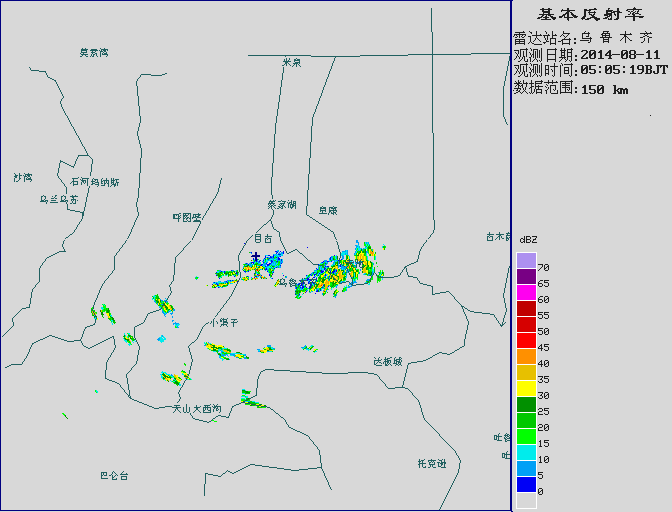 基本反射率
雷达站名:乌 鲁 木 齐
观测日期:2014-08-11
观测时间:05:05:19BJT
数据范围:150 km
莫索湾
米泉
沙湾
石河玛纳斯
乌兰乌苏
呼图壁
蔡家湖
阜康
昌吉
吉木萨
乌鲁木齐
小渠子
达板城
天山大西沟
巴仑台
托克逊
吐鲁
吐
dBZ
70
65
60
55
50
45
40
35
30
25
20
15
10
5
0